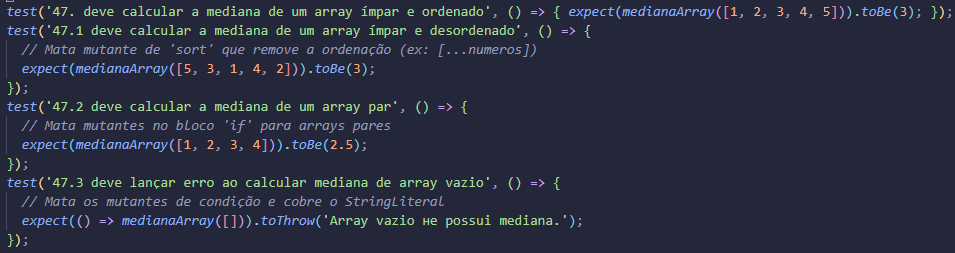 test('47. deve calcular a mediana de um array ímpar e ordenado', () => { expect(medianaArray([1, 2, 3, 4, 5])).toBe(3); });
test('47.1 deve calcular a mediana de um array ímpar e desordenado', () => {
// Mata mutante de 'sort' que remove a ordenação (ex: [...numeros])
expect(medianaArray([5, 3, 1, 4, 2])).toBe(3);
});
test('47.2 deve calcular a mediana de um array par', () => {
// Mata mutantes no bloco 'if' para arrays pares
expect(medianaArray([1, 2, 3, 4])).toBe(2.5);
});
test('47.3 deve lançar erro ao calcular mediana de array vazio', () => {
// Mata os mutantes de condição e cobre o StringLiteral
expect(() => medianaArray([])).toThrow('Array vazio не possui mediana.');
});